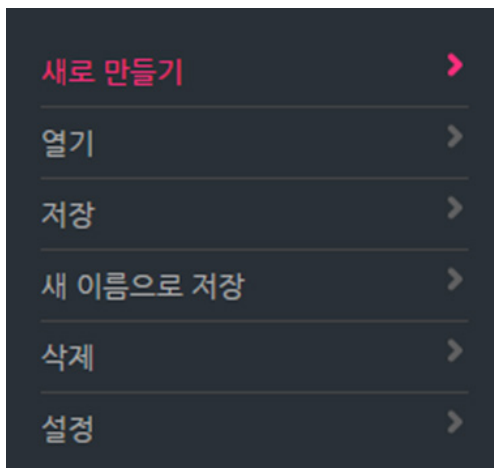 새로 만들기
열기
저장
새 이름으로 저장
삭제
설정